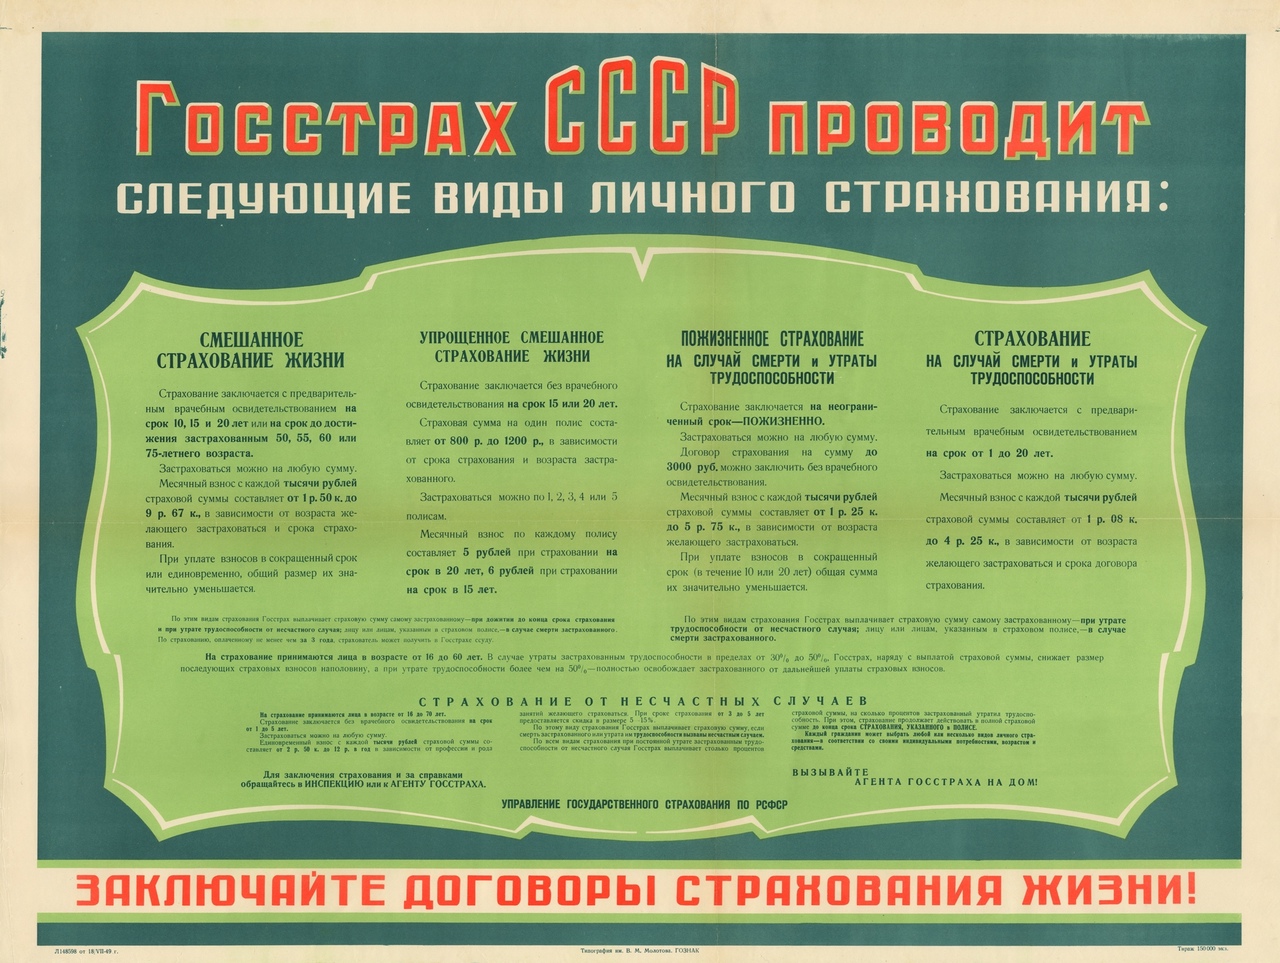 Госстрах СССР проводит
следующие виды личного страхования:
СМЕШАННОЕ
СТРАХОВАНИЕ ЖИЗНИ
Страхование заключается с предваритель-
ным врачебным освидетельствованием на
срок 10, 15 и 20 лет или на срок до дости-
жения застрахованным 50, 55, 60 или
75-летнего возраста.
Застраховаться можно на любую сумму.
Месячный взнос с каждой тысячи рублей
страховой суммы составляет от 1 р. 50 к. до
9 р. 67 к., в зависимости от возраста же-
лающего застраховаться и срока страхо-
вания.
При уплате взносов в сокращенный срок
или единовременно, общий размер их зна-
чительно уменьшается.
УПРОЩЕННОЕ СМЕШАННОЕ
СТРАХОВАНИЕ ЖИЗНИ
Страхование заключается без врачебного
освидетельствования на срок 15 или 20 лет.
Страховая сумма на один полис соста-
вляет от 800 р. до 1200 р., в зависимости
от срока страхования и возраста застра-
хованного.
Застраховаться можно по 1, 2, 3, 4 или 5
полисам.
Месячный взнос по каждому полису
составляет 5 рублей при страховании на
срок в 20 лет, 6 рублей при страховании
на срок в 15 лет.
ПОЖИЗНЕННОЕ СТРАХОВАНИЕ
НА СЛУЧАЙ СМЕРТИ и УТРАТЫ
ТРУДОСПОСОБНОСТИ
Страхование заключается на неограни-
ченный срок—ПОЖИЗНЕННО.
Застраховаться можно на любую сумму.
Договор страхования на сумму до
3000 руб. можно заключить без врачебного
освидетельствования.
Месячный взнос с каждой тысячи рублей
страховой суммы составляет от 1 р. 25 к.
до 5 р. 75 к., в зависимости от возраста
желающего застраховаться.
При уплате взносов в сокращенный
срок (в течение 10 или 20 лет) общая сумма
их значительно уменьшается.
СТРАХОВАНИЕ
НА СЛУЧАЙ СМЕРТИ и УТРАТЫ
ТРУДОСПОСОБНОСТИ
Страхование заключается с предвари-
тельным врачебным освидетельствованием
на срок от 1 до 20 лет.
Застраховаться можно на любую сумму.
Месячный взнос с каждой тысячи рублей
страховой суммы составляет от 1 р. 08 к.
до 4 р. 25 к., в зависимости от возраста
желающего застраховаться и срока договора
страхования.
По этим видам страхования Госстрах выплачивает страховую сумму самому застрахованному—при дожитии до конца срока страхования
и при утрате трудоспособности от несчастного случая; лицу или лицам, указанным в страховом полисе,—в случае смерти застрахованного.
По страхованию, оплаченному не менее чем за 3 года, страхователь может получить в Госстрахе ссуду.
По этим видам страхования Госстрах выплачивает страховую сумму самому застрахованному—при утрате
трудоспособности от несчастного случая; лицу или лицам, указанным в страховом полисе,—в случае
смерти застрахованного.
На страхование принимаются лица в возрасте от 16 до 60 лет. В случае утраты застрахованным трудоспособности в пределах от 30% до 50%, Госстрах, наряду с выплатой страховой суммы, снижает размер
последующих страховых взносов наполовину, а при утрате трудоспособности более чем на 50%—полностью освобождает застрахованного от дальнейшей уплаты страховых взносов.
СТРАХОВАНИЕ ОТ НЕСЧАСТНЫХ СЛУЧАЕВ
На страхование принимаются лица в возрасте от 16 до 70 лет.
Страхование заключается без врачебного освидетельствования на срок
от 1 до 5 лет.
Застраховаться можно на любую сумму.
Единовременный взнос с каждой тысячи рублей страховой суммы со-
ставляет от 2 р. 50 к. до 12 р. в год в зависимости от профессии и рода
занятий желающего страховаться. При сроке страхования от 3 до 5 лет
предоставляется скидка в размере 5—15%.
По этому виду страхования Госстрах выплачивает страховую сумму, если
смерть застрахованного или утрата им трудоспособности вызваны несчастным случаем.
По всем видам страхования при постоянной утрате застрахованным трудо-
способности от несчастного случая Госстрах выплачивает столько процентов
страховой суммы, на сколько процентов застрахованный утратил трудоспо-
собность. При этом, страхование продолжает действовать в полной страховой
сумме до конца срока СТРАХОВАНИЯ, УКАЗАННОГО в ПОЛИСЕ.
Каждый гражданин может выбрать любой или несколько видов личного стра-
хования—в соответствии со своими индивидуальными потребностями, возрастом и
средствами.
Для заключения страхования и за справками
обращайтесь в ИНСПЕКЦИЮ или к АГЕНТУ ГОССТРАХА.
ВЫЗЫВАЙТЕ
АГЕНТА ГОССТРАХА НА ДОМ!
УПРАВЛЕНИЕ ГОСУДАРСТВЕННОГО СТРАХОВАНИЯ ПО РСФСР
ЗАКЛЮЧАЙТЕ ДОГОВОРЫ СТРАХОВАНИЯ ЖИЗНИ!
Л148598 от 18/VII-49 г.
Типография им. В. М. Молотова. ГОЗНАК
Тираж 150 000 экз.